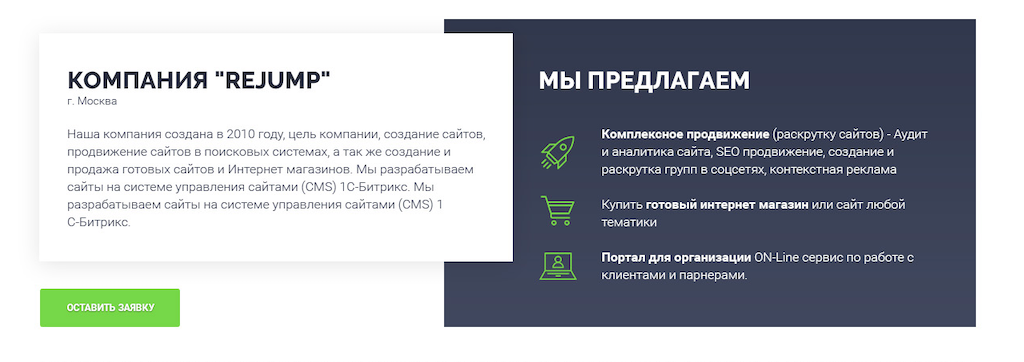 КОМПАНИЯ "REJUMP"
г. Москва
Наша компания создана в 2010 году, цель компании, создание сайтов,
продвижение сайтов в поисковых системах, а так же создание и
продажа готовых сайтов и Интернет магазинов. Мы разрабатываем
сайты на системе управления сайтами (CMS) 1С-Битрикс. Мы
разрабатываем сайты на системе управления сайтами (CMS) 1
С-Битрикс.
ОСТАВИТЬ ЗАЯВКУ
МЫ ПРЕДЛАГАЕМ
Комплексное продвижение (раскрутку сайтов) - Аудит
и аналитика сайта, SEO продвижение, создание и
раскрутка групп в соцсетях, контекстная реклама
Купить готовый интернет магазин или сайт любой
тематики
Портал для организации ON-Line сервис по работе с
клиентами и парнерами.